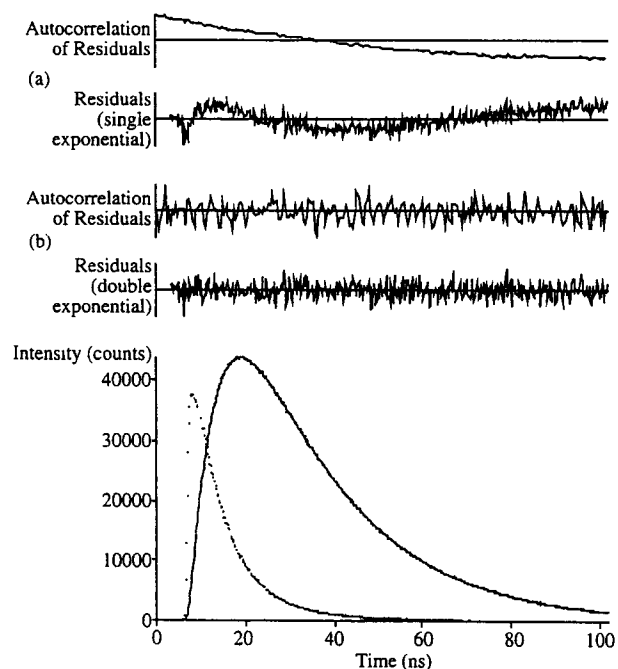 Autocorrelation
of Residuals
(a)
Residuals
(single
exponential)
Autocorrelation
of Residuals
(b)
Residuals
(double
exponential)
Intensity (counts)
40000
30000
20000
10000
0
0 20 40 60 80 100
Time (ns)